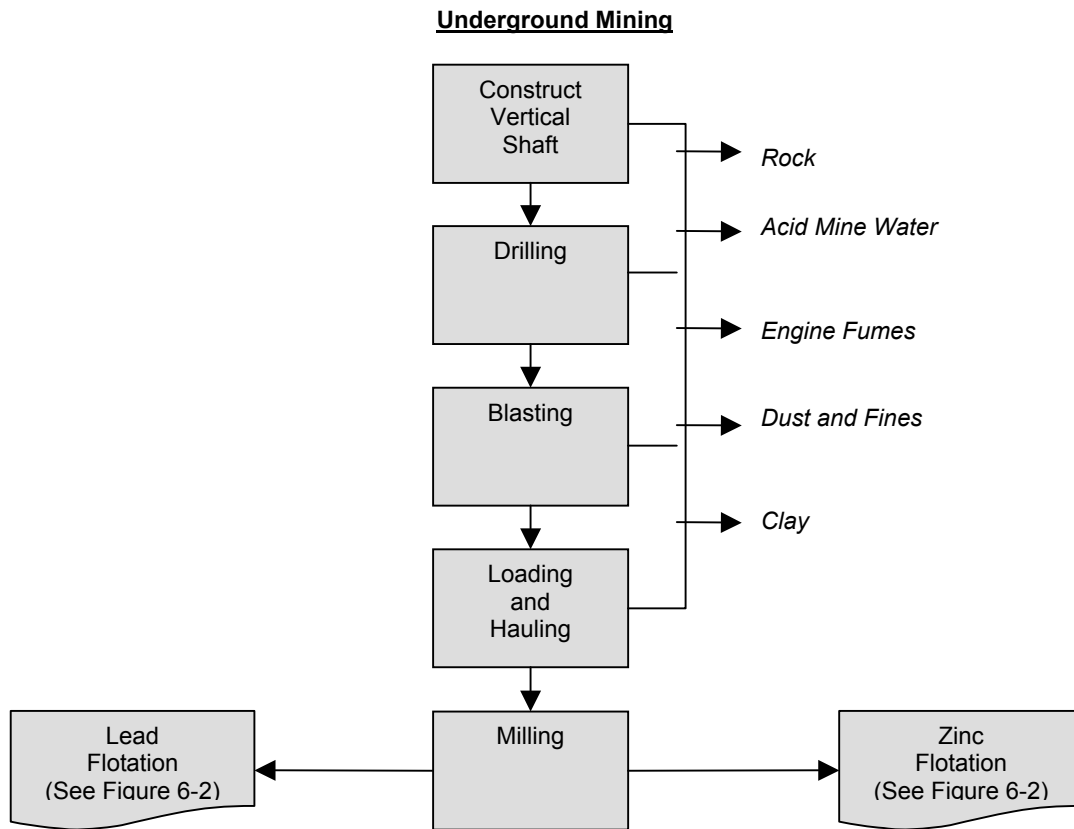 Underground Mining
Construct
Vertical
Shaft
Rock
Acid Mine Water
Drilling
Engine Fumes
Blasting
Dust and Fines
Clay
Loading
and
Hauling
Lead
Flotation
(See Figure 6-2)
Milling
Zinc
Flotation
(See Figure 6-2)